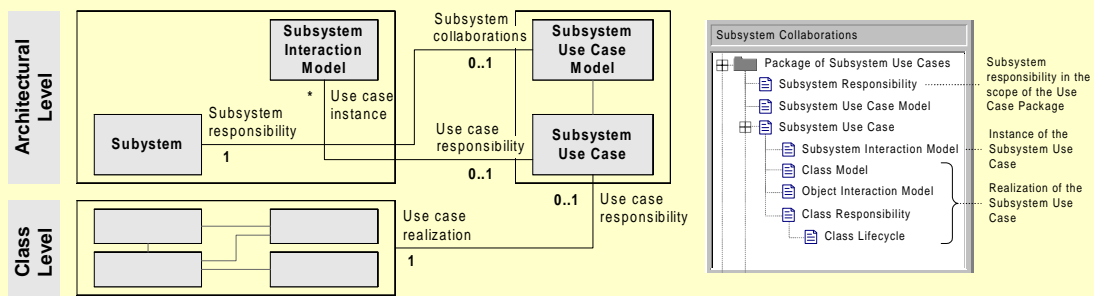 Architectural
Level
Subsystem
Interaction
Model
Subsystem
collaborations
0..1
Subsystem
Use Case
Model
*
Use case
instance
Subsystem
responsibility
1
Subystem
Use case
responsibility
0..1
Subsystem
Use Case
0..1
Use case
responsibility
Class
Level
Use case
realization
1
Subsystem Collaborations
Package of Subsystem Use Cases
Subsystem Responsibility
Subsystem Use Case Model
Subsystem Use Case
Subsystem Interaction Model
Class Model
Object Interaction Model
Class Responsibility
Class Lifecycle
Subsystem
responsibility in the
scope of the Use
Case Package
Instance of the
Subsystem Use
Case
Realization of the
Subsystem Use
Case